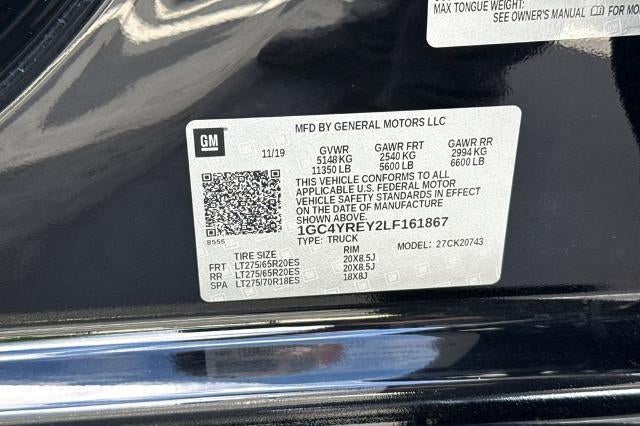 MAX TONGUE WEIGHT:
SEE OWNER'S MANUAL FOR MO
MFD BY GENERAL MOTORS LLC
GM
11/19
GVWR GAWR FRT GAWR RR
5148 KG 2540 KG 2994 KG
11350 LB 5600 LB 6600 LB
THIS VEHICLE CONFORMS TO ALL
APPLICABLE U.S. FEDERAL MOTOR
VEHICLE SAFETY STANDARDS IN EFFECT
ON THE DATE OF MANUFACTURE
1GC4YREY2LF161867
8555
TYPE: TRUCK MODEL: 27CK20743
TIRE SIZE RIM
FRT LT275/65R20ES 20X8.5J
RR LT275/65R20ES 20X8.5J
SPA LT275/70R18ES 18X8J